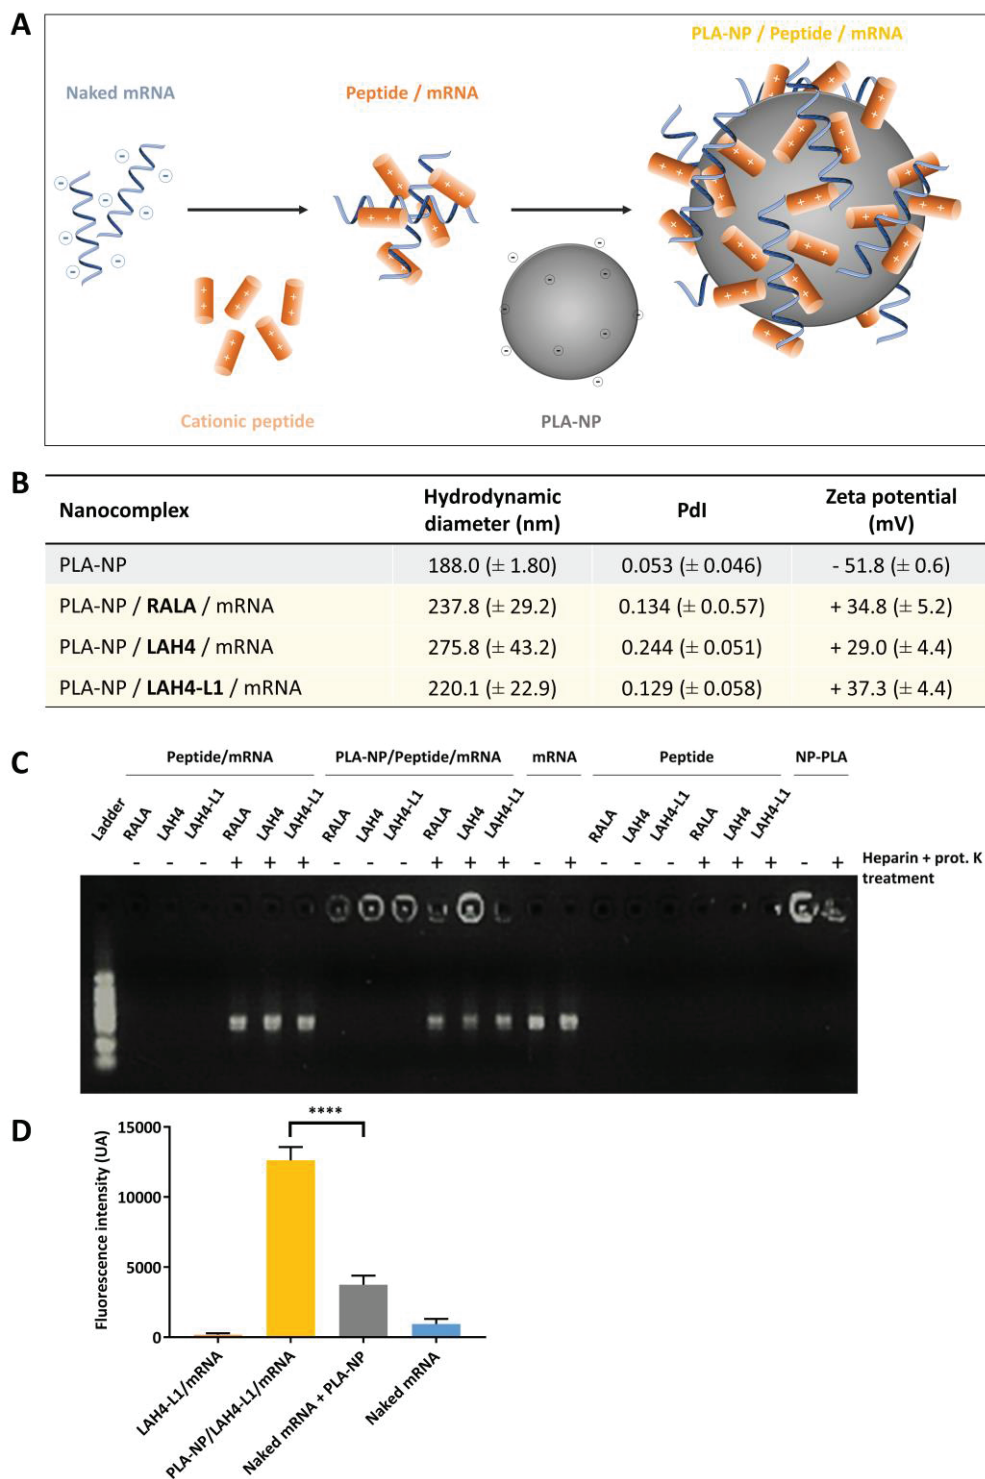 A
PLA-NP / Peptide / mRNA
Naked mRNA
Peptide / mRNA
Cationic peptide
PLA-NP
B
Nanocomplex Hydrodynamic diameter (nm) PdI Zeta potential (mV)
PLA-NP 188.0 (± 1.80) 0.053 (± 0.046) - 51.8 (± 0.6)
PLA-NP / RALA / mRNA 237.8 (± 29.2) 0.134 (± 0.0.57) + 34.8 (± 5.2)
PLA-NP / LAH4 / mRNA 275.8 (± 43.2) 0.244 (± 0.051) + 29.0 (± 4.4)
PLA-NP / LAH4-L1 / mRNA 220.1 (± 22.9) 0.129 (± 0.058) + 37.3 (± 4.4)
C
Peptide/mRNA PLA-NP/Peptide/mRNA mRNA Peptide NP-PLA
Ladder RALA LAH4 LAH4-L1 RALA LAH4 LAH4-L1 RALA LAH4 LAH4-L1 RALA LAH4 LAH4-L1 RALA LAH4 LAH4-L1 RALA LAH4 LAH4-L1
- - - + + + - - - + + + - + - - - + + + - + Heparin + prot. K
treatment
D
****
Fluorescence intensity (UA)
15000
10000
5000
0
LAH4-L1/mRNA
PLA-NP/LAH4-L1/mRNA
Naked mRNA + PLA-NP
Naked mRNA